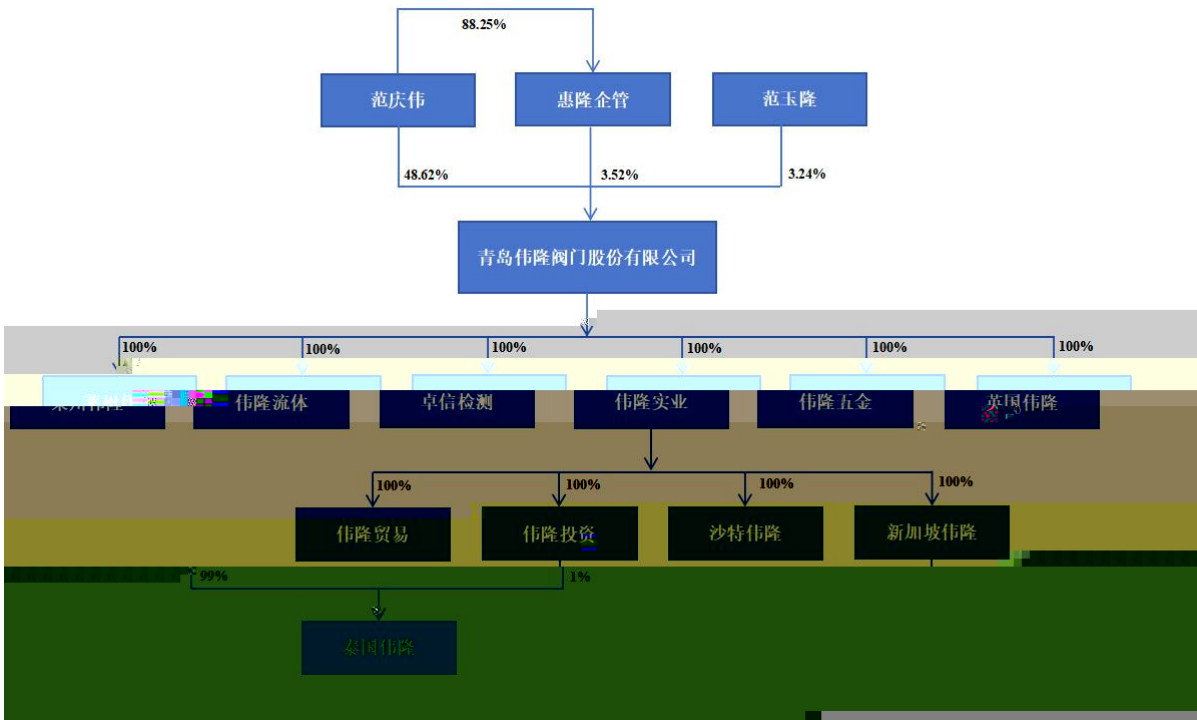 88.25%
范庆伟
惠隆企管
范玉隆
48.62%
3.52%
3.24%
青岛伟隆阀门股份有限公司
100%
100%
100%
100%
100%
100%
伟隆流体
卓信检测
伟隆实业
伟隆五金
英国伟隆
100%
100%
100%
100%
伟隆贸易
伟隆投资
沙特伟隆
新加坡伟隆
99%
1%
泰国伟隆